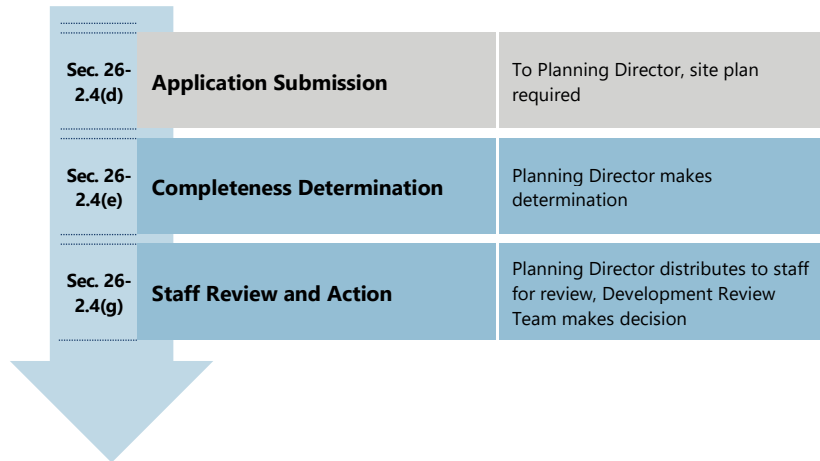 Sec. 26-
2.4(d)
Application Submission
To Planning Director, site plan
required
Sec. 26-
2.4(e)
Completeness Determination
Planning Director makes
determination
Sec. 26-
2.4(g)
Staff Review and Action
Planning Director distributes to staff
for review, Development Review
Team makes decision